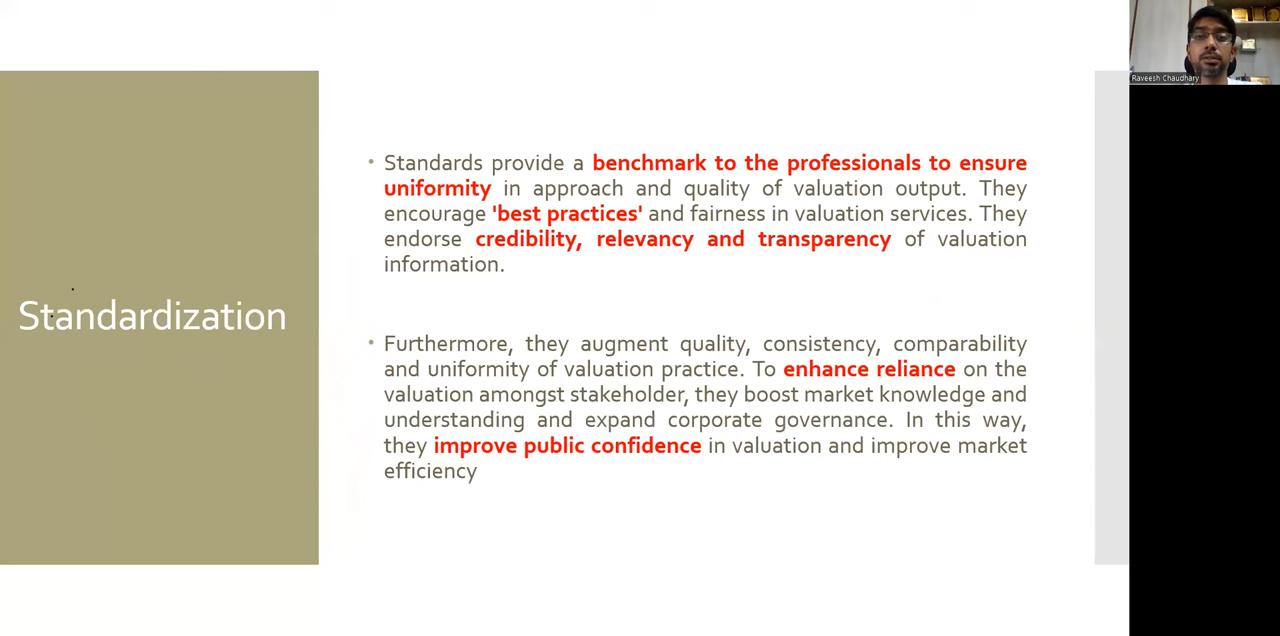 Raveesh Chaudhary
Standardization
• Standards provide a benchmark to the professionals to ensure
uniformity in approach and quality of valuation output. They
encourage 'best practices' and fairness in valuation services. They
endorse credibility, relevancy and transparency of valuation
information.
• Furthermore, they augment quality, consistency, comparability
and uniformity of valuation practice. To enhance reliance on the
valuation amongst stakeholder, they boost market knowledge and
understanding and expand corporate governance. In this way,
they improve public confidence in valuation and improve market
efficiency